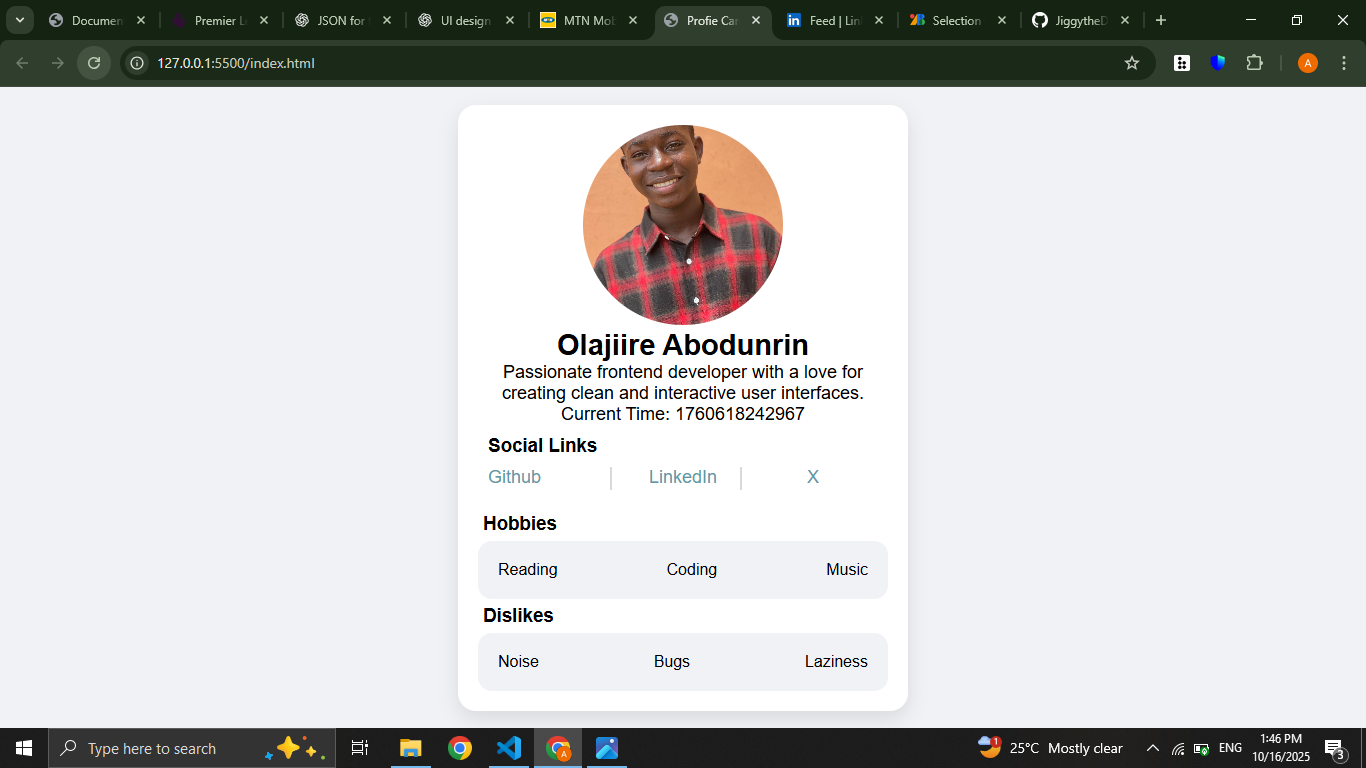 Documen
Premier L
JSON for
UI design
MTN Mob
Profie Car
Feed | Lin
Selection
JiggytheD
127.0.0.1:5500/index.html
A
Olajiire Abodunrin
Passionate frontend developer with a love for
creating clean and interactive user interfaces.
Current Time: 1760618242967
Social Links
Github
LinkedIn
X
Hobbies
Reading
Coding
Music
Dislikes
Noise
Bugs
Laziness
Type here to search
A
1
25°C Mostly clear
ENG
1:46 PM
10/16/2025
3